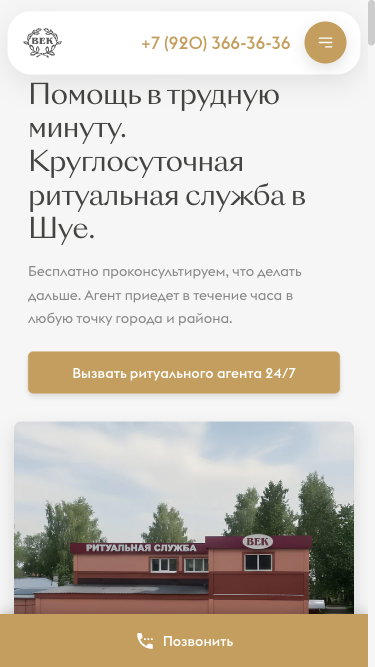 ВЕК
+7 (920) 366-36-36
Помощь в трудную
минуту.
Круглосуточная
ритуальная служба в
Шуе.
Бесплатно проконсультируем, что делать
дальше. Агент приедет в течение часа в
любую точку города и района.
Вызвать ритуального агента 24/7
РИТУАЛЬНАЯ СЛУЖБА
ВЕК
Позвонить